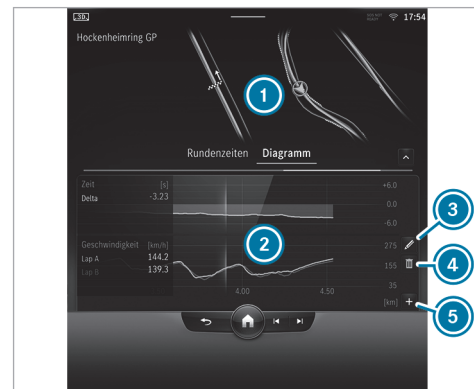 3D
17:54
Hockenheimring GP
1
Rundenzeiten Diagramm
Zeit [s]
Delta -3.23
+6.0
0.0
-6.0
3
2
Geschwindigkeit [km/h]
Lap A 144.2
Lap B 139.3
275
155
35
4
4.00 4.50 [km]
5